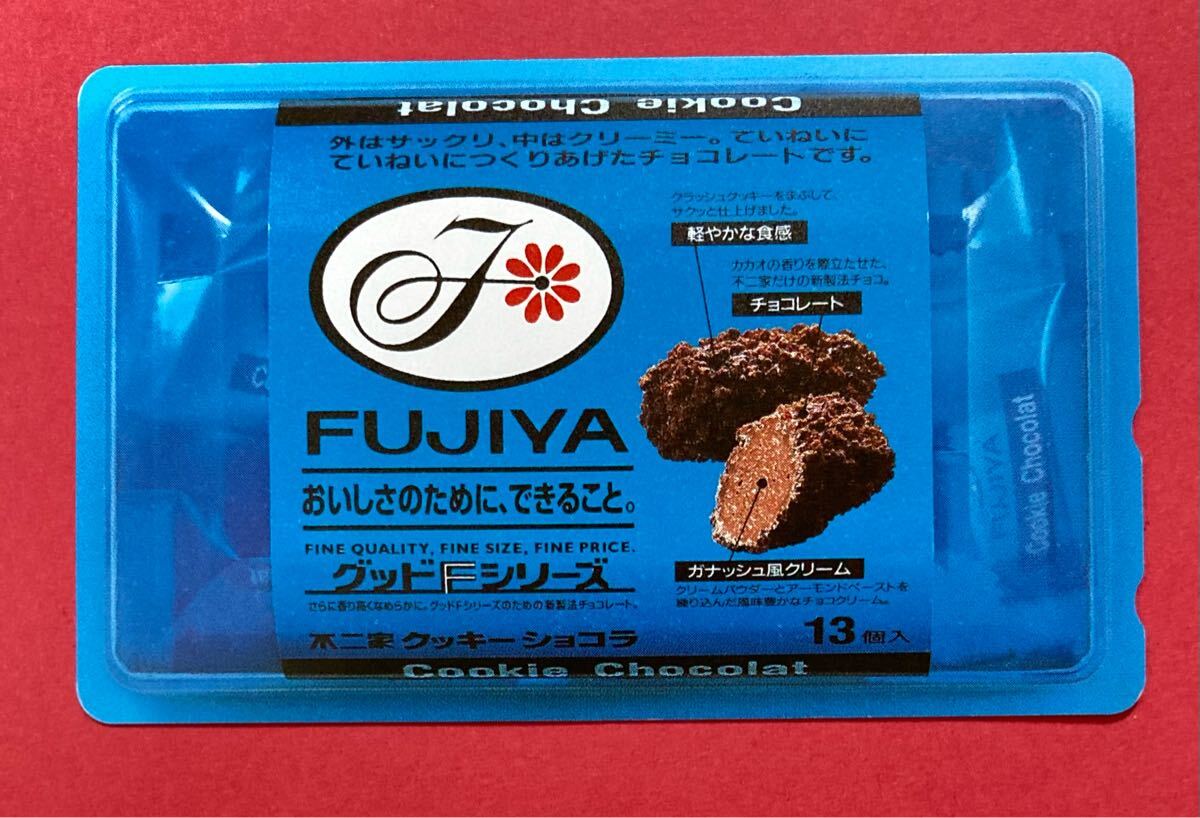 Cookie Chocolat
外はサックリ、中はクリーミー。ていねいに
ていねいにつくりあげたチョコレートです。
クラッシュクッキーをまぶして、
サクッと仕上げました。
軽やかな食感
カカオの香りを際立たせた、
不二家だけの新製法チョコ。
チョコレート
F
FUJIYA
おいしさのために、できること。
FINE QUALITY, FINE SIZE, FINE PRICE.
グッドFシリーズ
さらに香り高くなめらかに。グッドFシリーズのための新製法チョコレート。
不二家 クッキーショコラ
ガナッシュ風クリーム
クリームパウダーとアーモンドペーストを
練り込んだ風味豊かなチョコクリーム。
13個入
Cookie Chocolat
FUJIYA
Cookie Chocolat